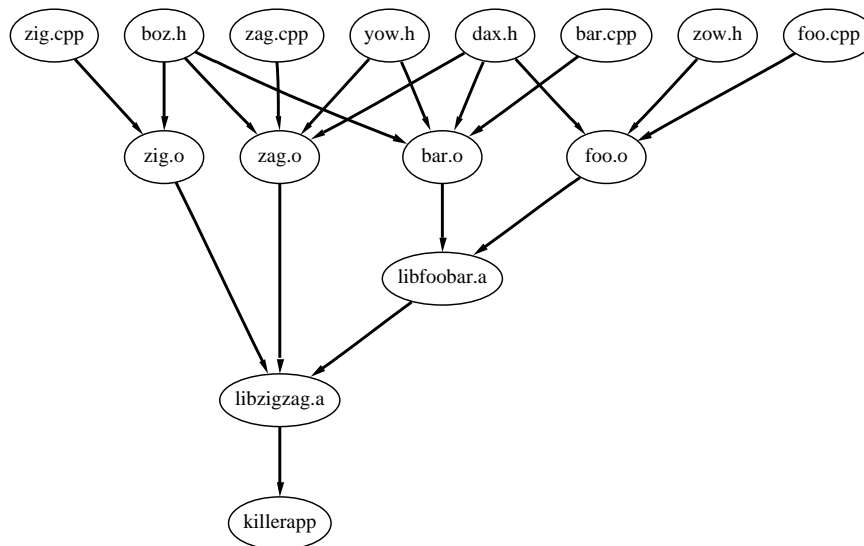 zig.cpp boz.h zag.cpp yow.h dax.h bar.cpp zow.h foo.cpp
zig.o zag.o bar.o foo.o
libfoobar.a
libzigzag.a
killerapp